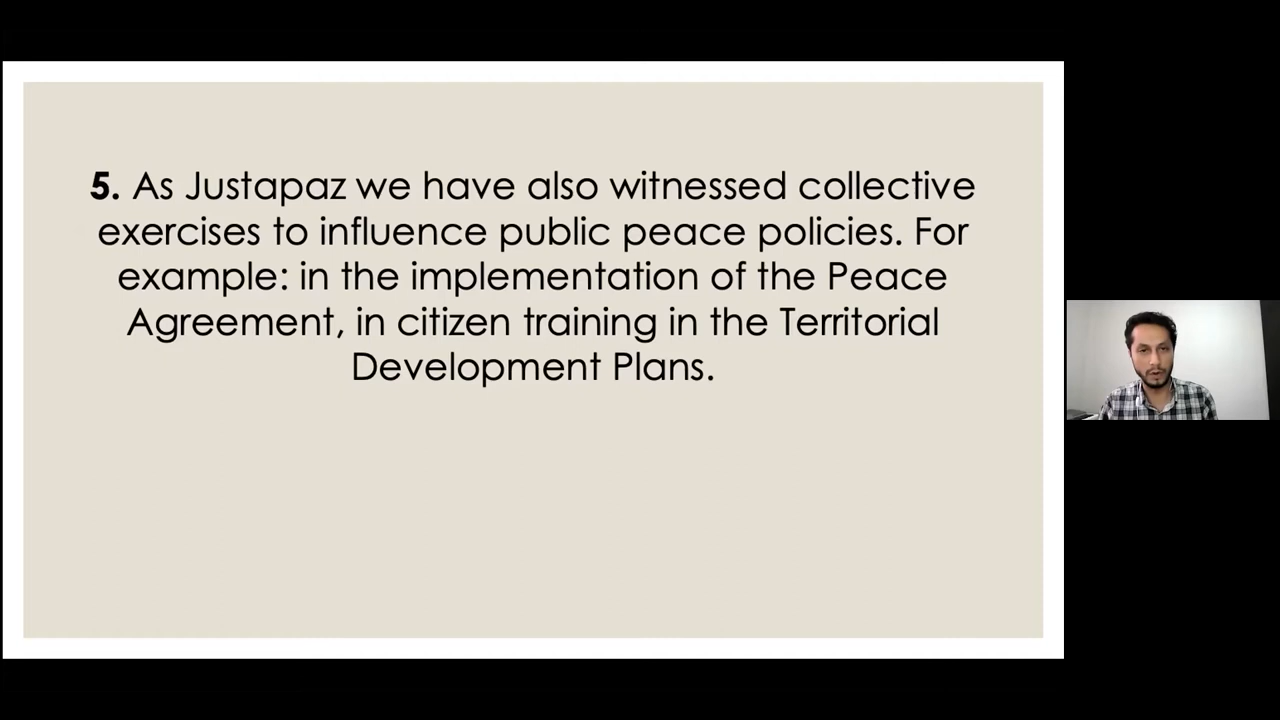 5. As Justapaz we have also witnessed collective
exercises to influence public peace policies. For
example: in the implementation of the Peace
Agreement, in citizen training in the Territorial
Development Plans.